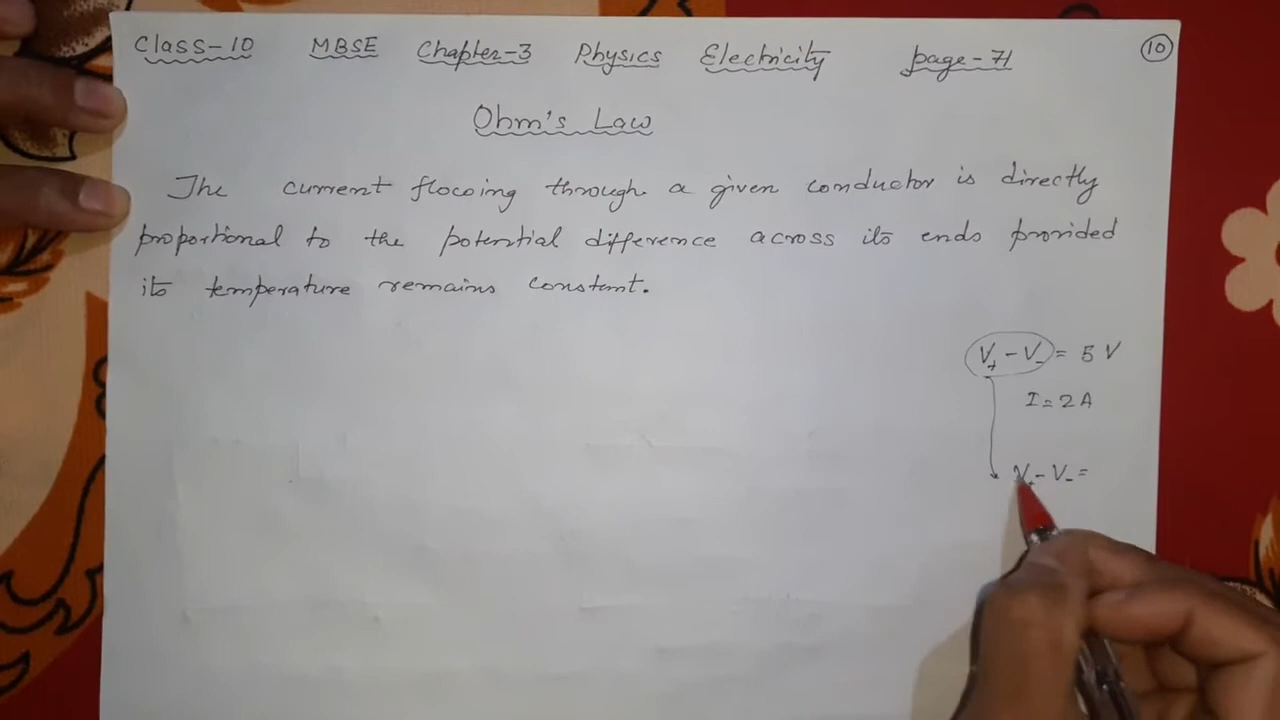 Class-10 MBSE Chapter-3 Physics Electricity page-71 10
Ohm's Law
The current flowing through a given conductor is directly
proportional to the potential difference across its ends provided
its temperature remains constant.
V₊ - V₋ = 5 V
I = 2 A
V₊ - V₋ =